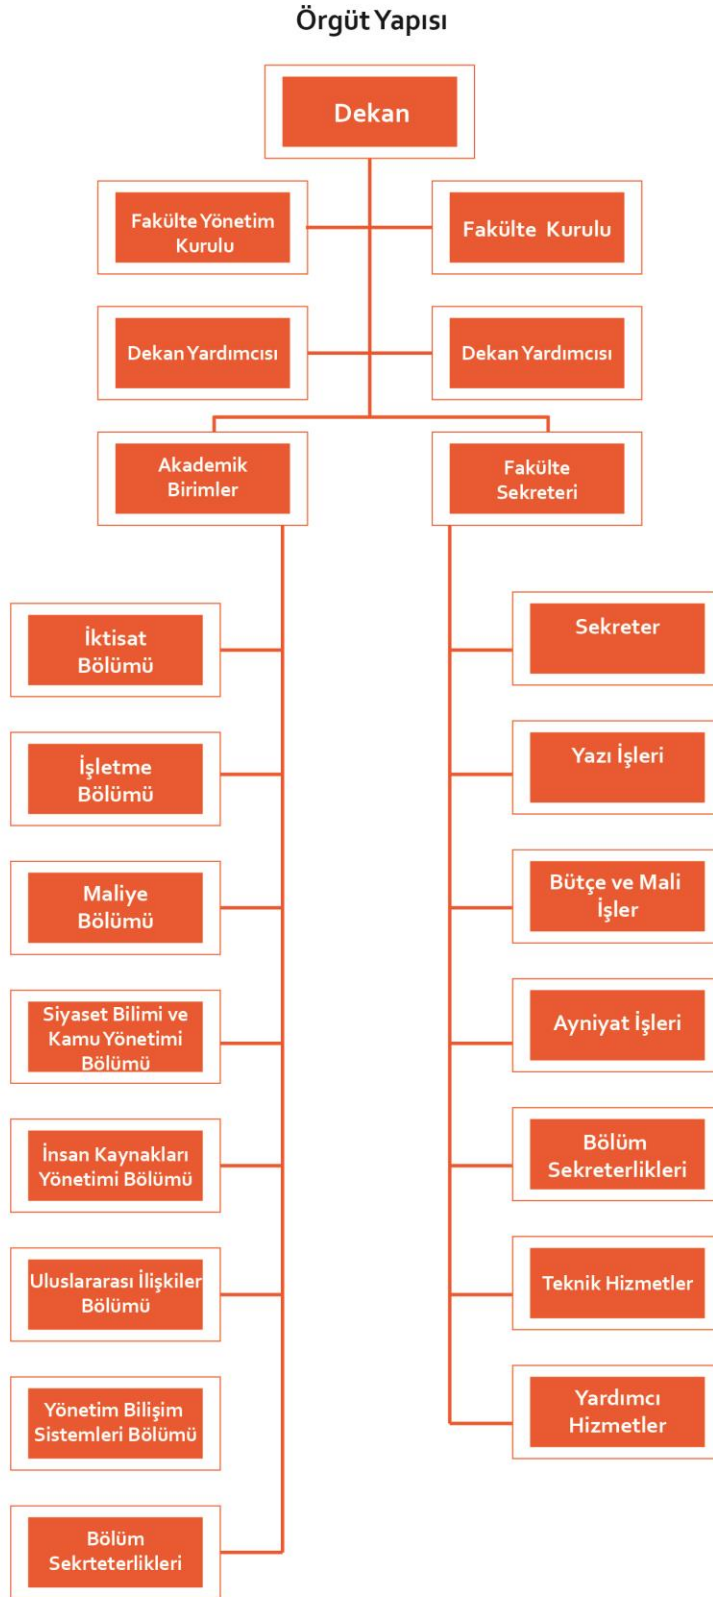 Örgüt Yapısı
Dekan
Fakülte Yönetim
Kurulu
Fakülte Kurulu
Dekan Yardımcısı
Dekan Yardımcısı
Akademik
Birimler
Fakülte
Sekreteri
İktisat
Bölümü
İşletme
Bölümü
Maliye
Bölümü
Siyaset Bilimi ve
Kamu Yönetimi
Bölümü
İnsan Kaynakları
Yönetimi Bölümü
Uluslararası İlişkiler
Bölümü
Yönetim Bilişim
Sistemleri Bölümü
Bölüm
Sekrteterlikleri
Sekreter
Yazı İşleri
Bütçe ve Mali
İşler
Ayniyat İşleri
Bölüm
Sekreterlikleri
Teknik Hizmetler
Yardımcı
Hizmetler